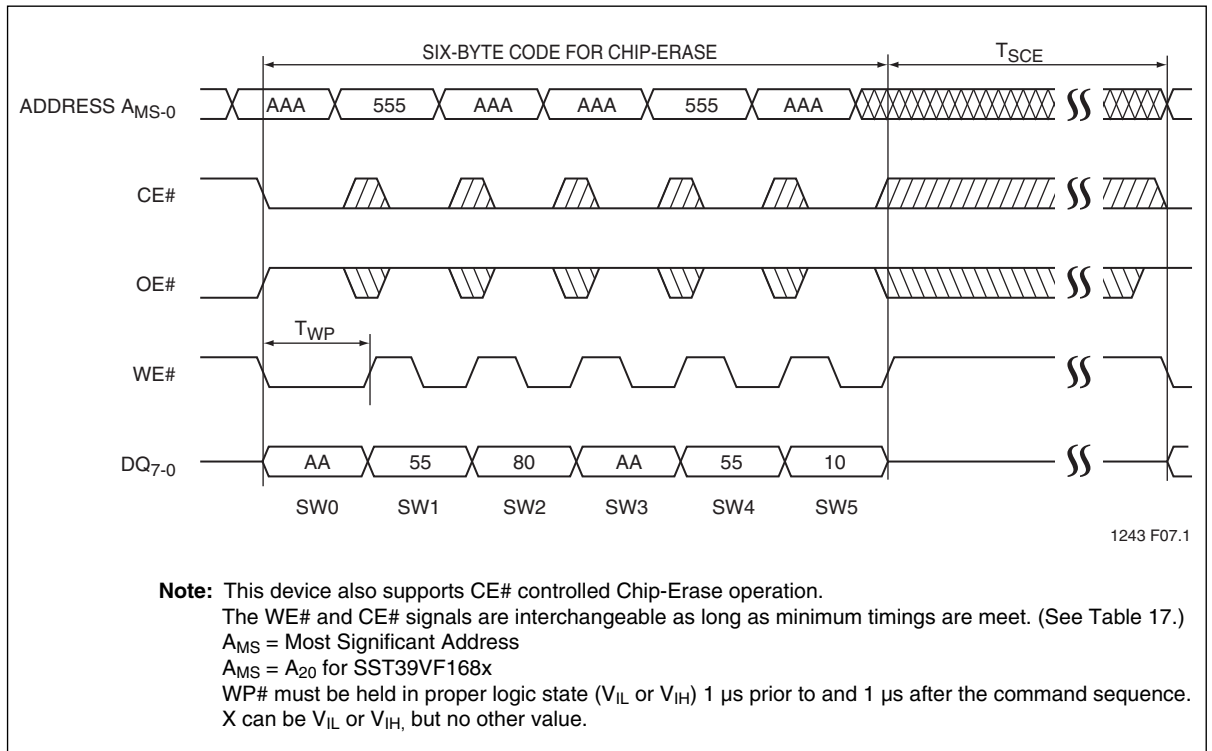 SIX-BYTE CODE FOR CHIP-ERASE TSCE
ADDRESS AMS-0 AAA 555 AAA AAA 555 AAA
CE#
OE#
TWP
WE#
DQ7-0 AA 55 80 AA 55 10
SW0 SW1 SW2 SW3 SW4 SW5
1243 F07.1
Note: This device also supports CE# controlled Chip-Erase operation.
The WE# and CE# signals are interchangeable as long as minimum timings are meet. (See Table 17.)
AMS = Most Significant Address
AMS = A20 for SST39VF168x
WP# must be held in proper logic state (VIL or VIH) 1 µs prior to and 1 µs after the command sequence.
X can be VIL or VIH, but no other value.